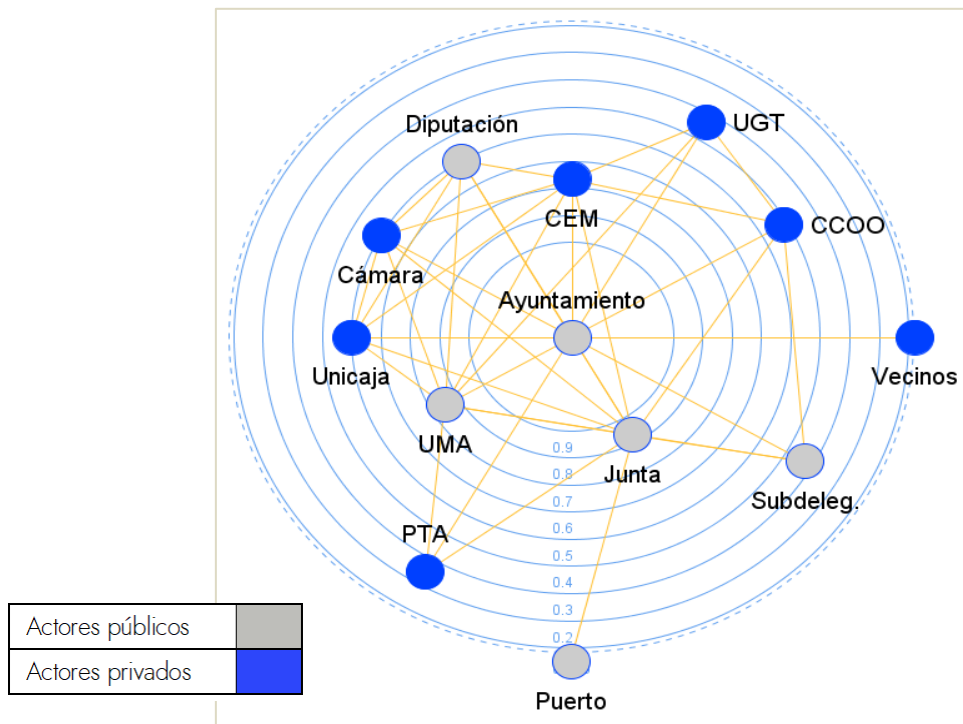 UGT
Diputación
CEM
CCOO
Cámara
Ayuntamiento
Unicaja
Vecinos
UMA
0.9
0.8
Junta
Subdeleg.
0.7
0.6
PTA
0.5
0.4
0.3
0.2
Actores públicos
Actores privados
Puerto